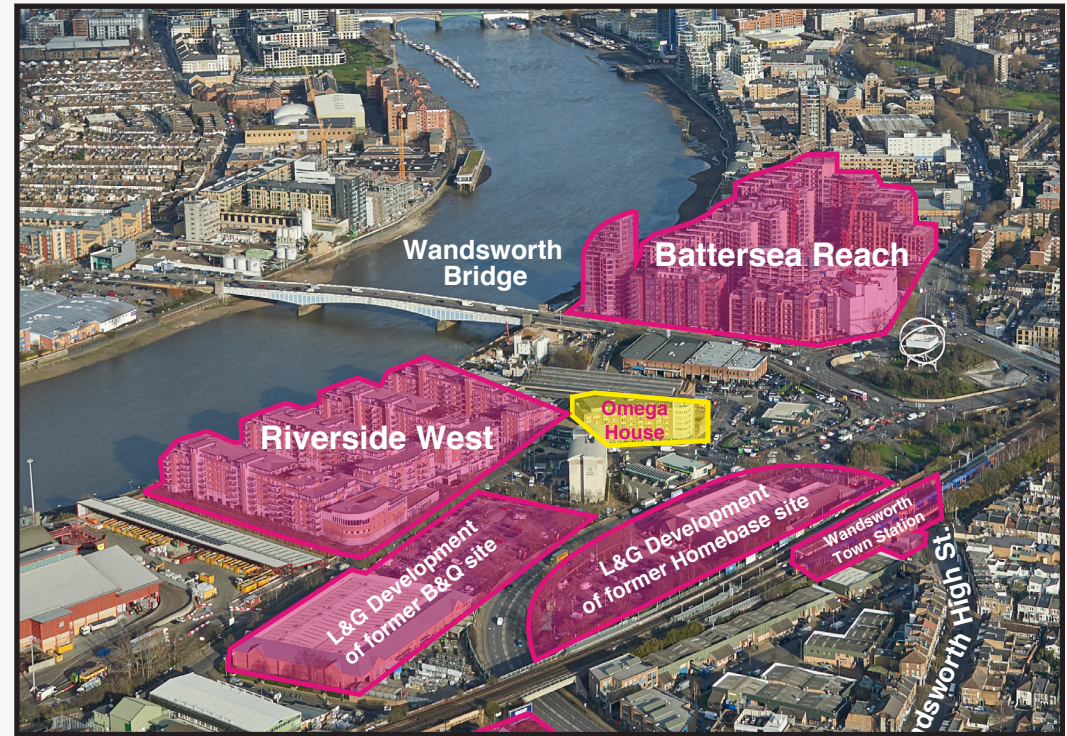 Wandsworth
Bridge
Battersea Reach
Omega
House
Riverside West
L&G Development
of former B&Q site
L&G Development
of former Homebase site
Wandsworth
Town Station
dsworth High St.